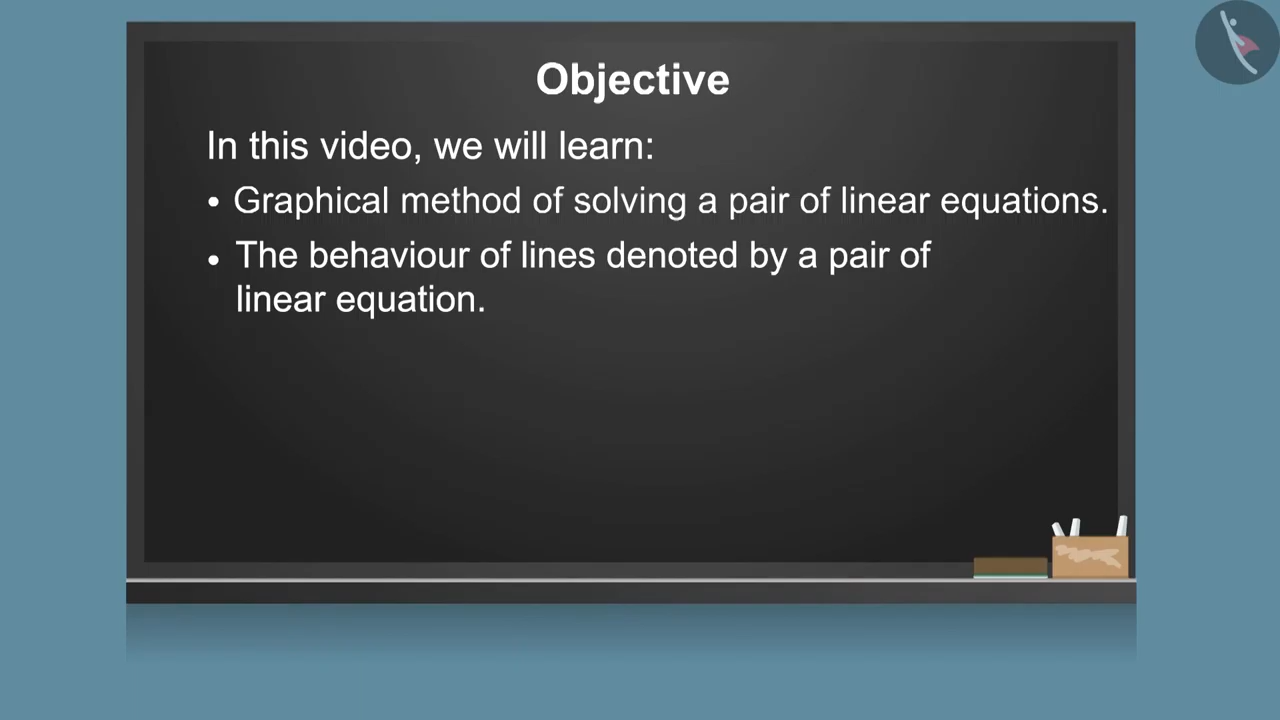 Objective
In this video, we will learn:
• Graphical method of solving a pair of linear equations.
• The behaviour of lines denoted by a pair of
linear equation.